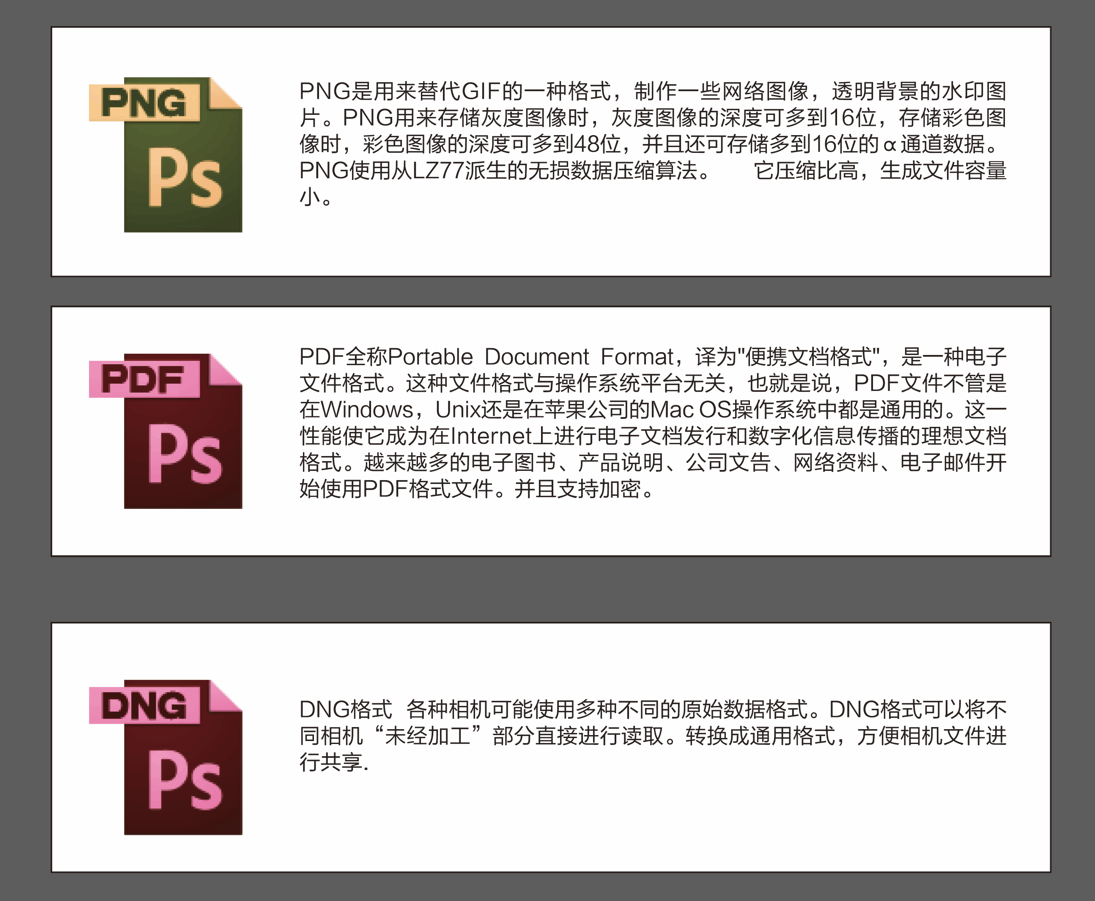 PNG
Ps
PNG是用来替代GIF的一种格式，制作一些网络图像，透明背景的水印图
片。PNG用来存储灰度图像时，灰度图像的深度可多到16位，存储彩色图
像时，彩色图像的深度可多到48位，并且还可存储多到16位的α通道数据。
PNG使用从LZ77派生的无损数据压缩算法。 它压缩比高，生成文件容量
小。
PDF
Ps
PDF全称Portable Document Format，译为"便携文档格式"，是一种电子
文件格式。这种文件格式与操作系统平台无关，也就是说，PDF文件不管是
在Windows，Unix还是在苹果公司的Mac OS操作系统中都是通用的。这一
性能使它成为在Internet上进行电子文档发行和数字化信息传播的理想文档
格式。越来越多的电子图书、产品说明、公司文告、网络资料、电子邮件开
始使用PDF格式文件。并且支持加密。
DNG
Ps
DNG格式 各种相机可能使用多种不同的原始数据格式。DNG格式可以将不
同相机“未经加工”部分直接进行读取。转换成通用格式，方便相机文件进
行共享.